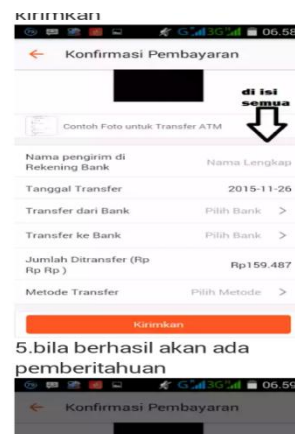 kirimkan
G 3G 06.58
Konfirmasi Pembayaran
di isi
semua
Contoh Foto untuk Transfer ATM
Nama pengirim di
Rekening Bank
Nama Lengkap
Tanggal Transfer 2015-11-26
Transfer dari Bank Pilih Bank >
Transfer ke Bank Pilih Bank >
Jumlah Ditransfer (Rp
Rp Rp ) Rp159.487
Metode Transfer Pilih Metode >
Kirimkan
5.bila berhasil akan ada
pemberitahuan
G 3G 06.59
Konfirmasi Pembayaran